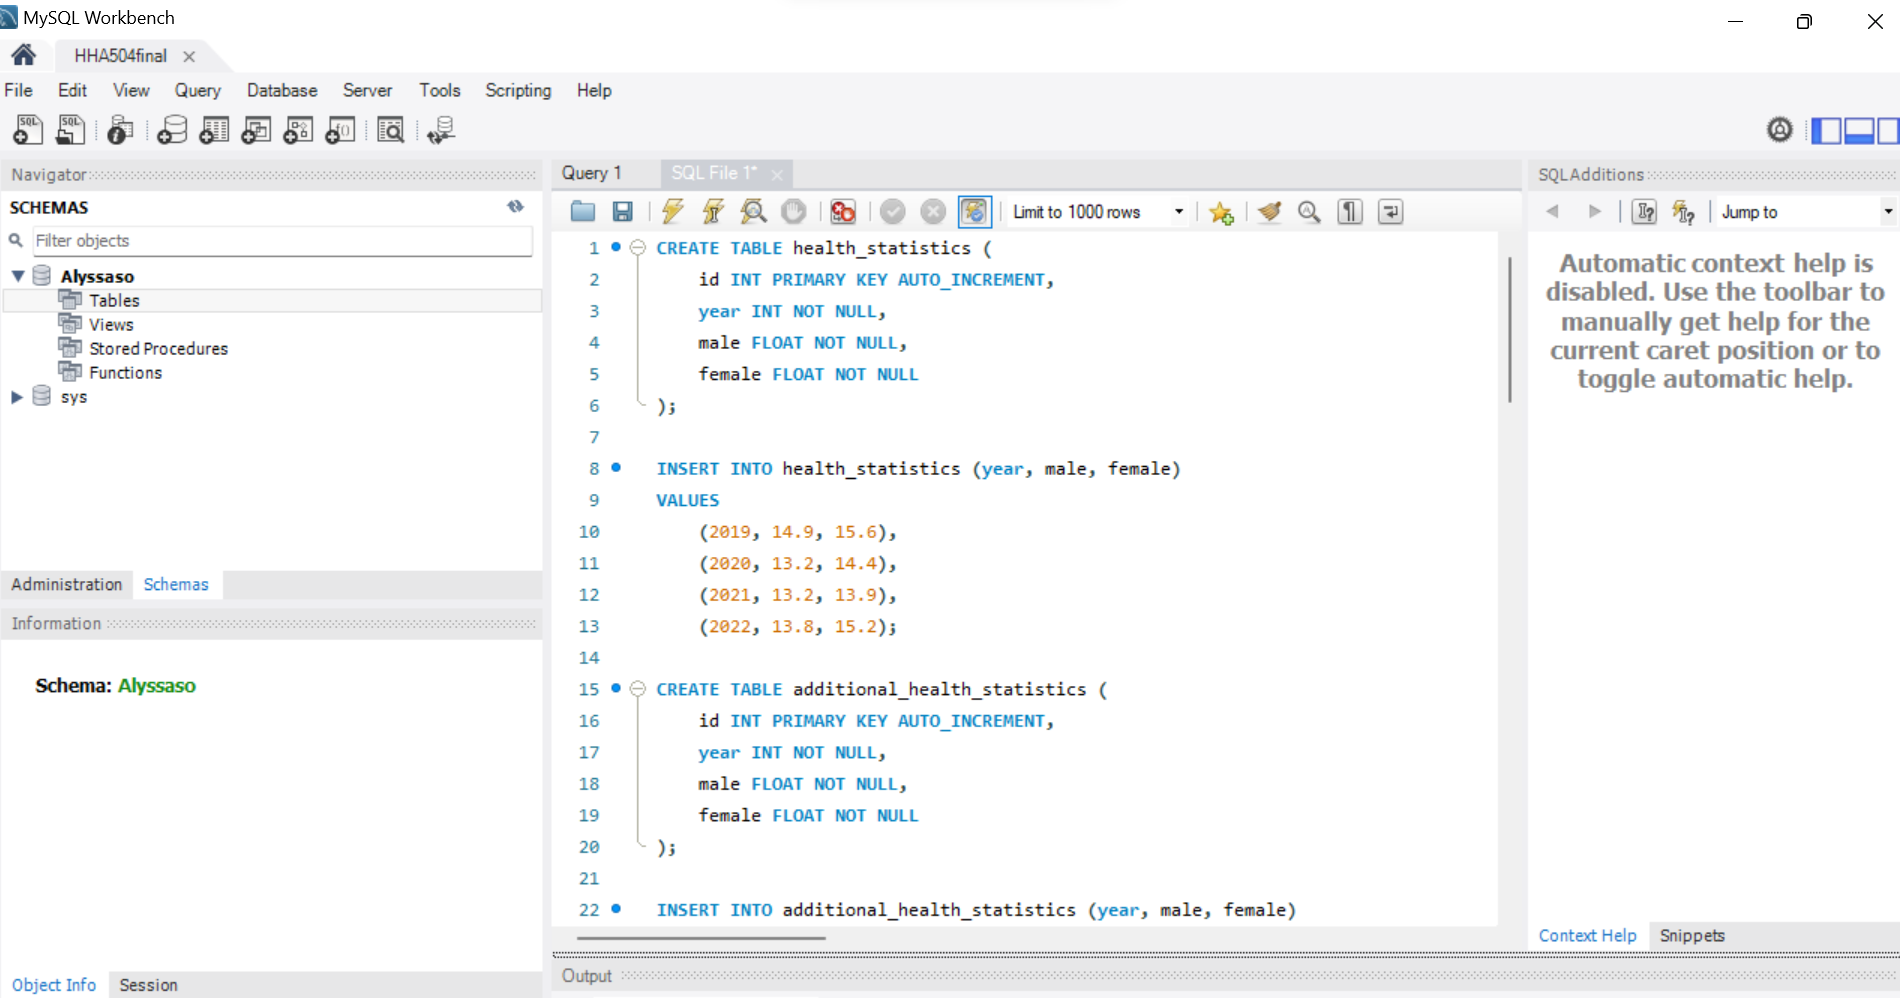 MySQL Workbench
HHA504final
File Edit View Query Database Server Tools Scripting Help
Navigator
SCHEMAS
Filter objects
Alyssaso
Tables
Views
Stored Procedures
Functions
sys
Administration Schemas
Information
Schema: Alyssaso
Object Info Session
Query 1 SQL File 1*
Limit to 1000 rows
1 CREATE TABLE health_statistics (
2 id INT PRIMARY KEY AUTO_INCREMENT,
3 year INT NOT NULL,
4 male FLOAT NOT NULL,
5 female FLOAT NOT NULL
6 );
7
8 INSERT INTO health_statistics (year, male, female)
9 VALUES
10 (2019, 14.9, 15.6),
11 (2020, 13.2, 14.4),
12 (2021, 13.2, 13.9),
13 (2022, 13.8, 15.2);
14
15 CREATE TABLE additional_health_statistics (
16 id INT PRIMARY KEY AUTO_INCREMENT,
17 year INT NOT NULL,
18 male FLOAT NOT NULL,
19 female FLOAT NOT NULL
20 );
21
22 INSERT INTO additional_health_statistics (year, male, female)
Output
SQLAdditions
Jump to
Automatic context help is
disabled. Use the toolbar to
manually get help for the
current caret position or to
toggle automatic help.
Context Help Snippets